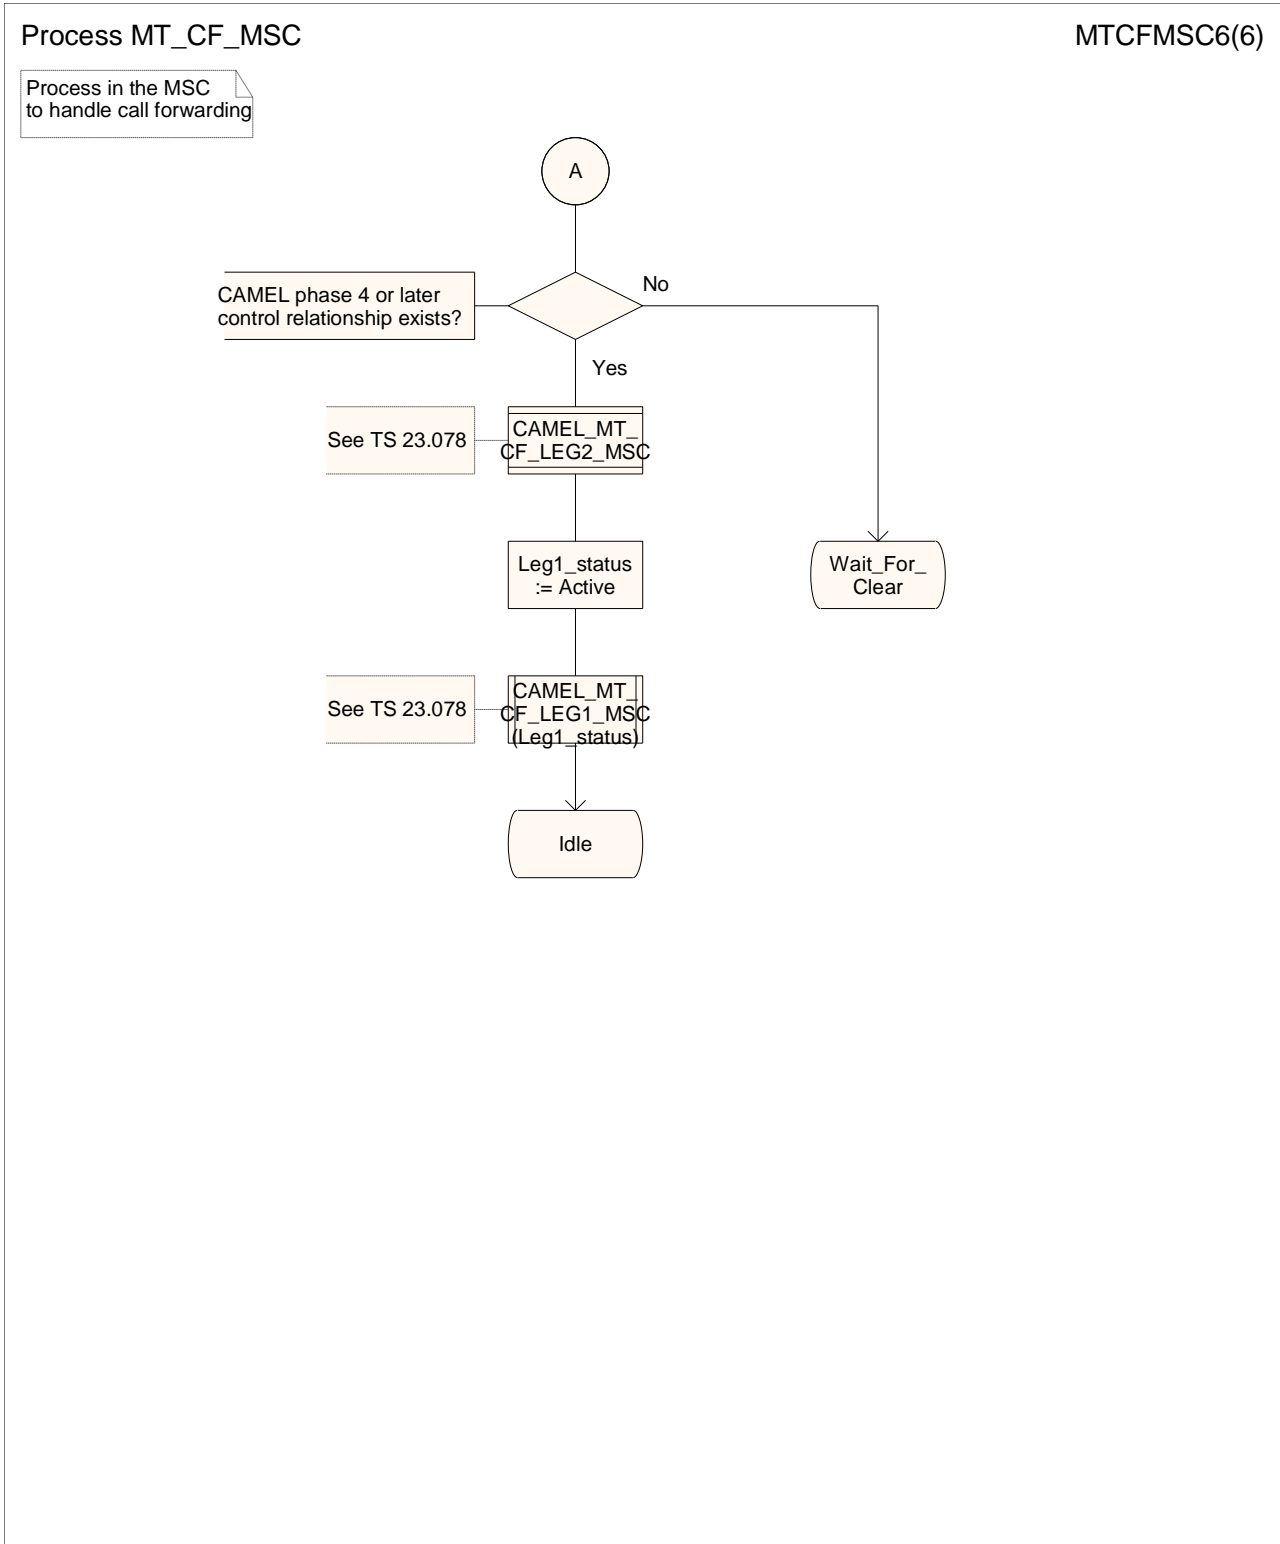 Process MT_CF_MSC
MTCFMSC6(6)
Process in the MSC
to handle call forwarding
A
No
CAMEL phase 4 or later
control relationship exists?
Yes
See TS 23.078
CAMEL_MT_
CF_LEG2_MSC
Leg1_status
:= Active
Wait_For_
Clear
See TS 23.078
CAMEL_MT_
CF_LEG1_MSC
(Leg1_status)
Idle